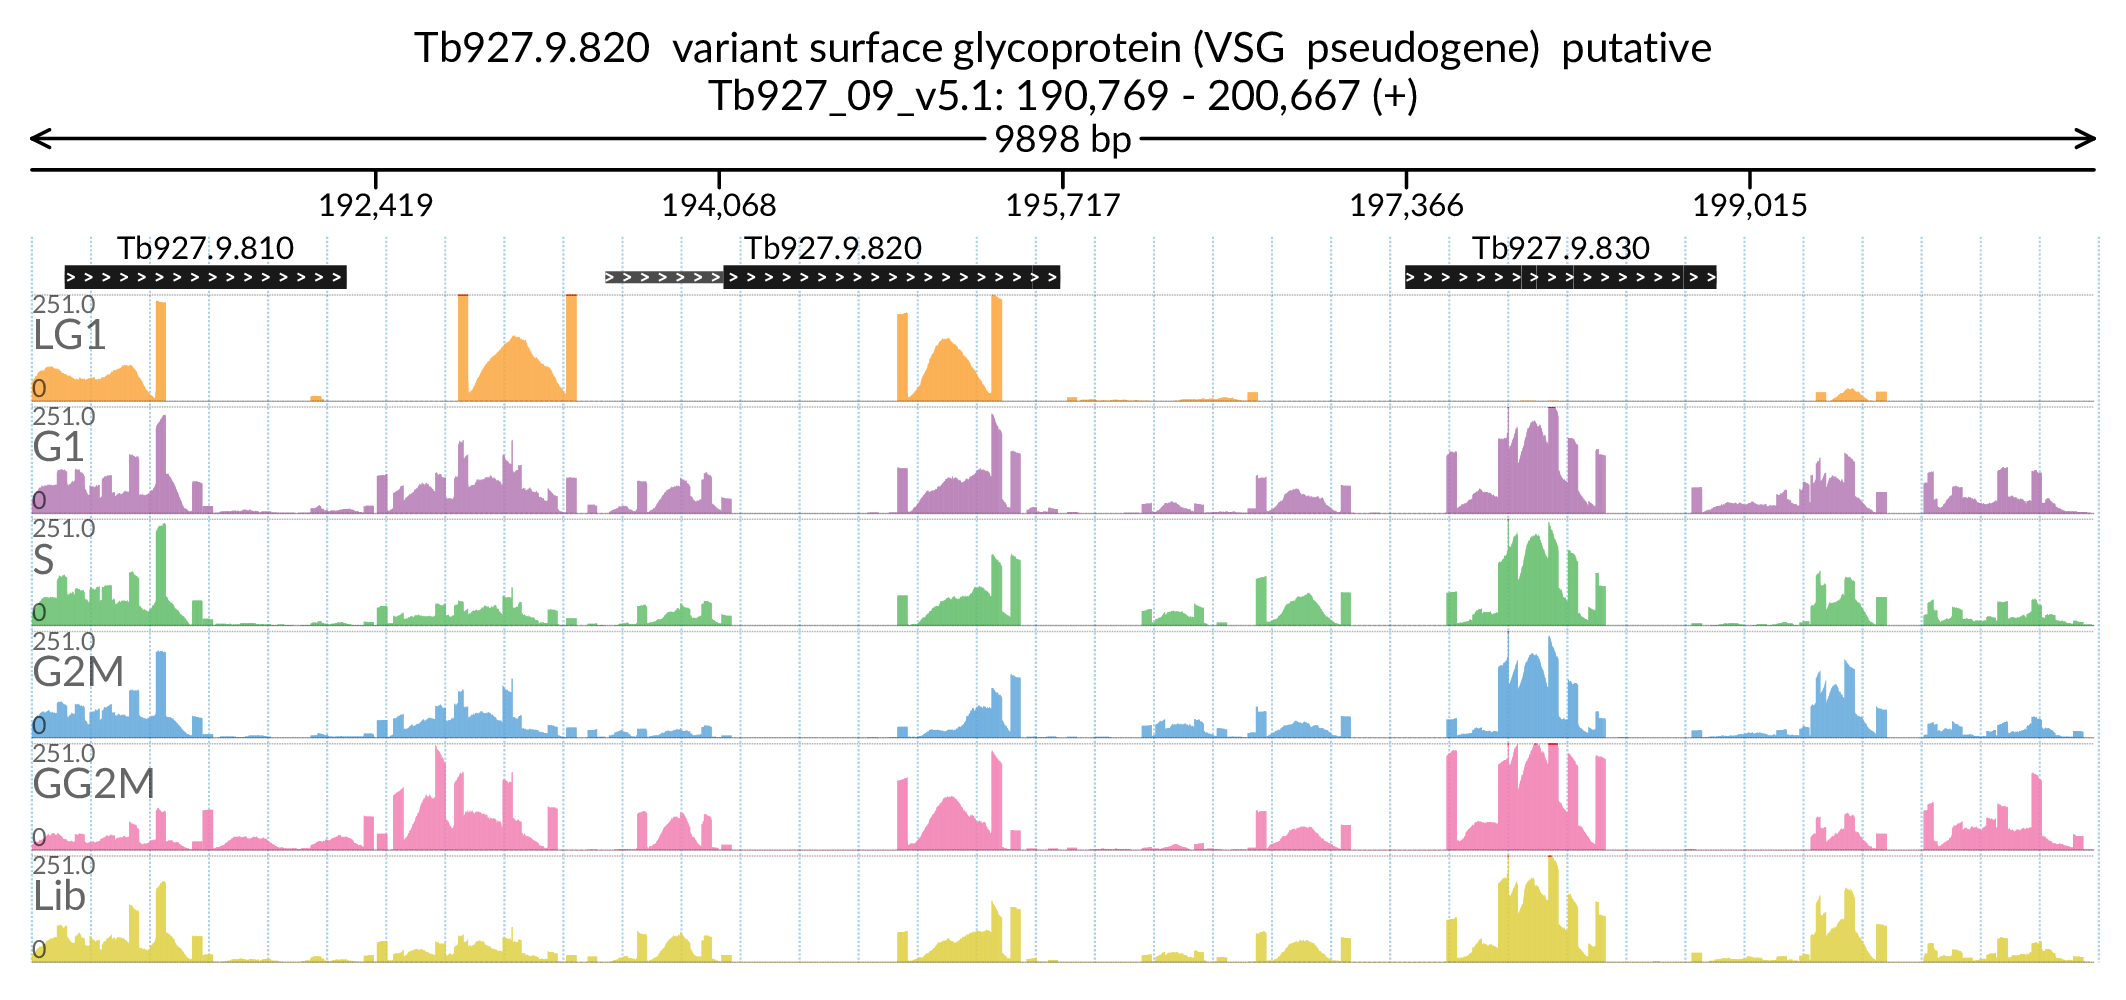 Tb927.9.820 variant surface glycoprotein (VSG pseudogene) putative
Tb927_09_v5.1: 190,769 - 200,667 (+)
9898 bp
192,419 194,068 195,717 197,366 199,015
Tb927.9.810 Tb927.9.820 Tb927.9.830
251.0
LG1
0
251.0
G1
0
251.0
S
0
251.0
G2M
0
251.0
GG2M
0
251.0
Lib
0